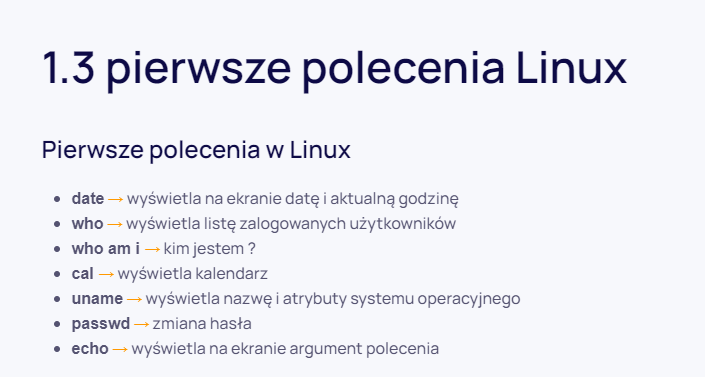 1.3 pierwsze polecenia Linux
Pierwsze polecenia w Linux
• date → wyświetla na ekranie datę i aktualną godzinę
• who → wyświetla listę zalogowanych użytkowników
• who am i → kim jestem ?
• cal → wyświetla kalendarz
• uname → wyświetla nazwę i atrybuty systemu operacyjnego
• passwd → zmiana hasła
• echo → wyświetla na ekranie argument polecenia